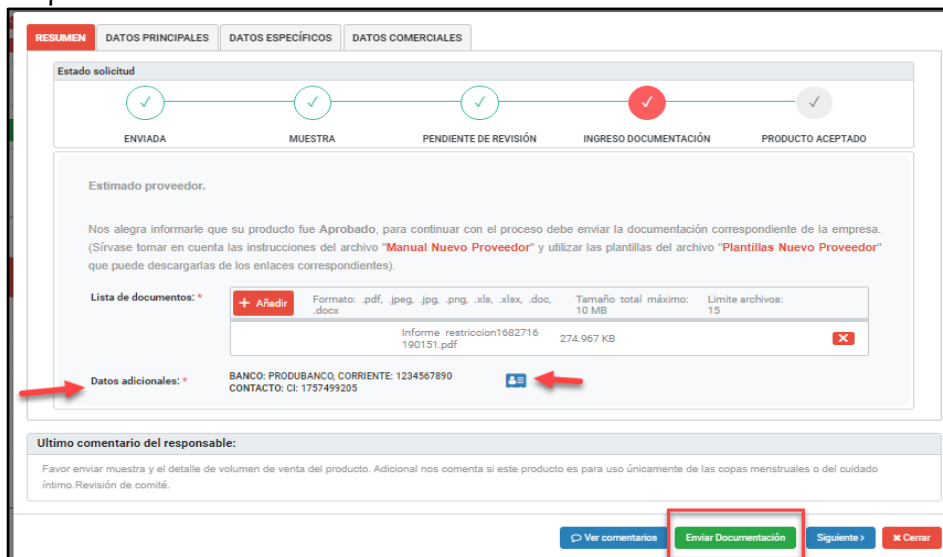 RESUMEN DATOS PRINCIPALES DATOS ESPECÍFICOS DATOS COMERCIALES
Estado solicitud
ENVIADA MUESTRA PENDIENTE DE REVISIÓN INGRESO DOCUMENTACIÓN PRODUCTO ACEPTADO
Estimado proveedor.
Nos alegra informarle que su producto fue Aprobado, para continuar con el proceso debe enviar la documentación correspondiente de la empresa.
(Sírvase tomar en cuenta las instrucciones del archivo "Manual Nuevo Proveedor" y utilizar las plantillas del archivo "Plantillas Nuevo Proveedor"
que puede descargarlas de los enlaces correspondientes).
Lista de documentos: *
+ Añadir
Formato: .pdf, .jpeg, .jpg, .png, .xls, .xlsx, .doc,
.docx
Tamaño total máximo:
10 MB
Limite archivos:
15
Informe restriccion1682716
190151.pdf
274.967 KB
Datos adicionales: *
BANCO: PRODUBANCO, CORRIENTE: 1234567890
CONTACTO: CI: 1757499205
Ultimo comentario del responsable:
Favor enviar muestra y el detalle de volumen de venta del producto. Adicional nos comenta si este producto es para uso únicamente de las copas menstruales o del cuidado
íntimo.Revisión de comité.
Ver comentarios Enviar Documentación Siguiente > × Cerrar